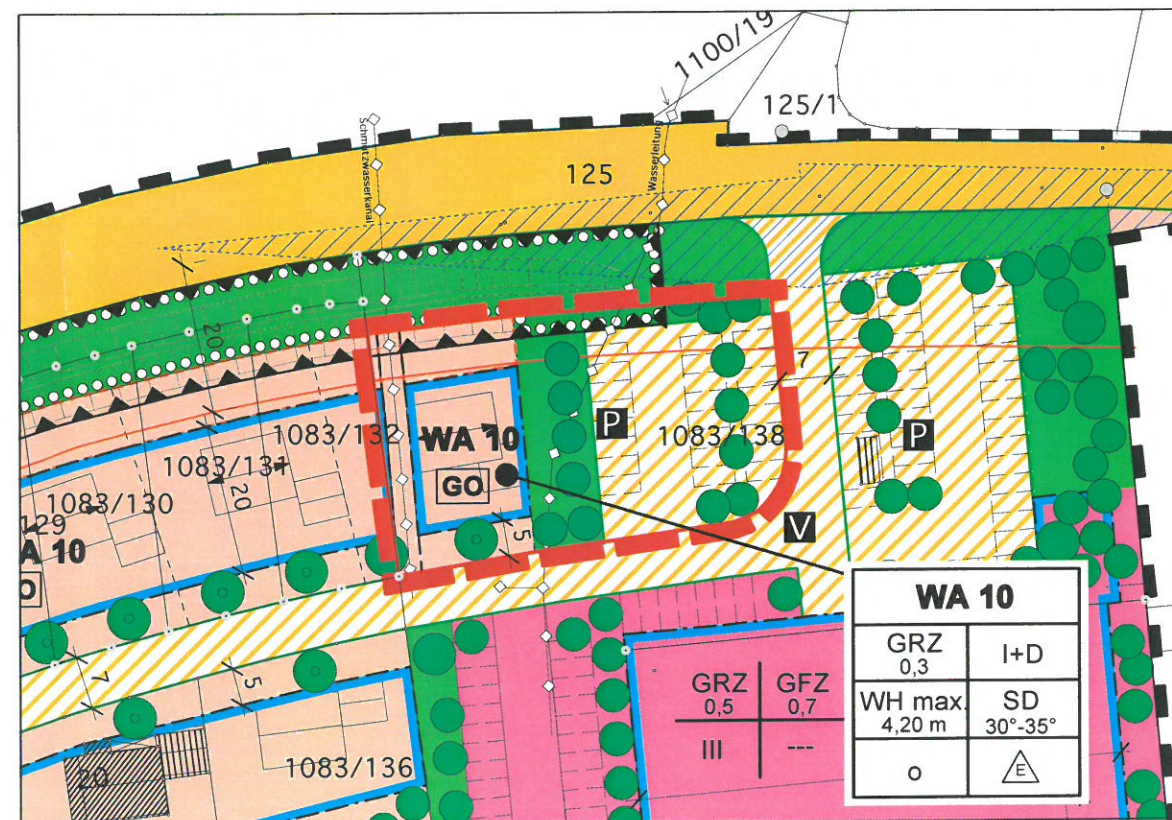 1100/19
125/1
Schmutzwasserkanal
Wasserleitung
125
20
7
1083/132
WA 10
P
1083/138
P
1083/131
GO
1083/130
20
129
A 10
O
5
V
7
5
1083/136
20
GRZ
0,5
GFZ
0,7
III
---
WA 10
GRZ
0,3
I+D
WH max.
4,20 m
SD
30°-35°
o
E